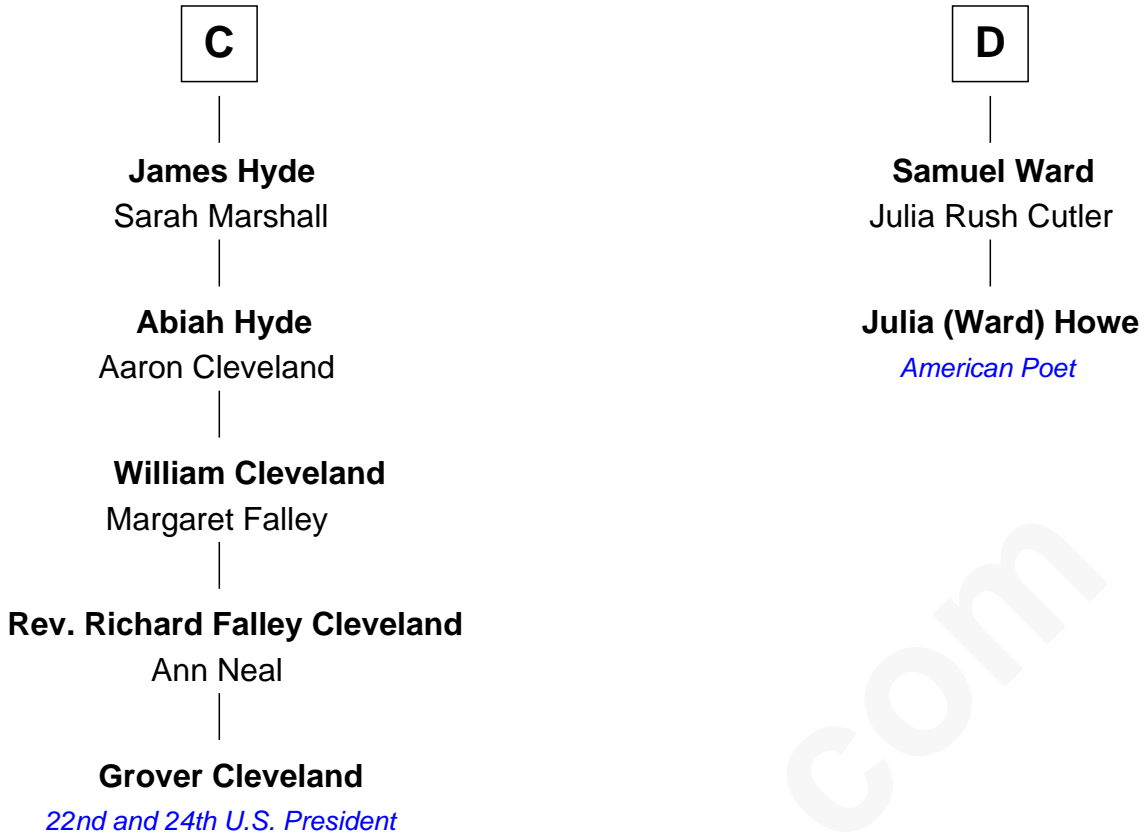 C
James Hyde
Sarah Marshall
Abiah Hyde
Aaron Cleveland
William Cleveland
Margaret Falley
Rev. Richard Falley Cleveland
Ann Neal
Grover Cleveland
22nd and 24th U.S. President
D
Samuel Ward
Julia Rush Cutler
Julia (Ward) Howe
American Poet
com